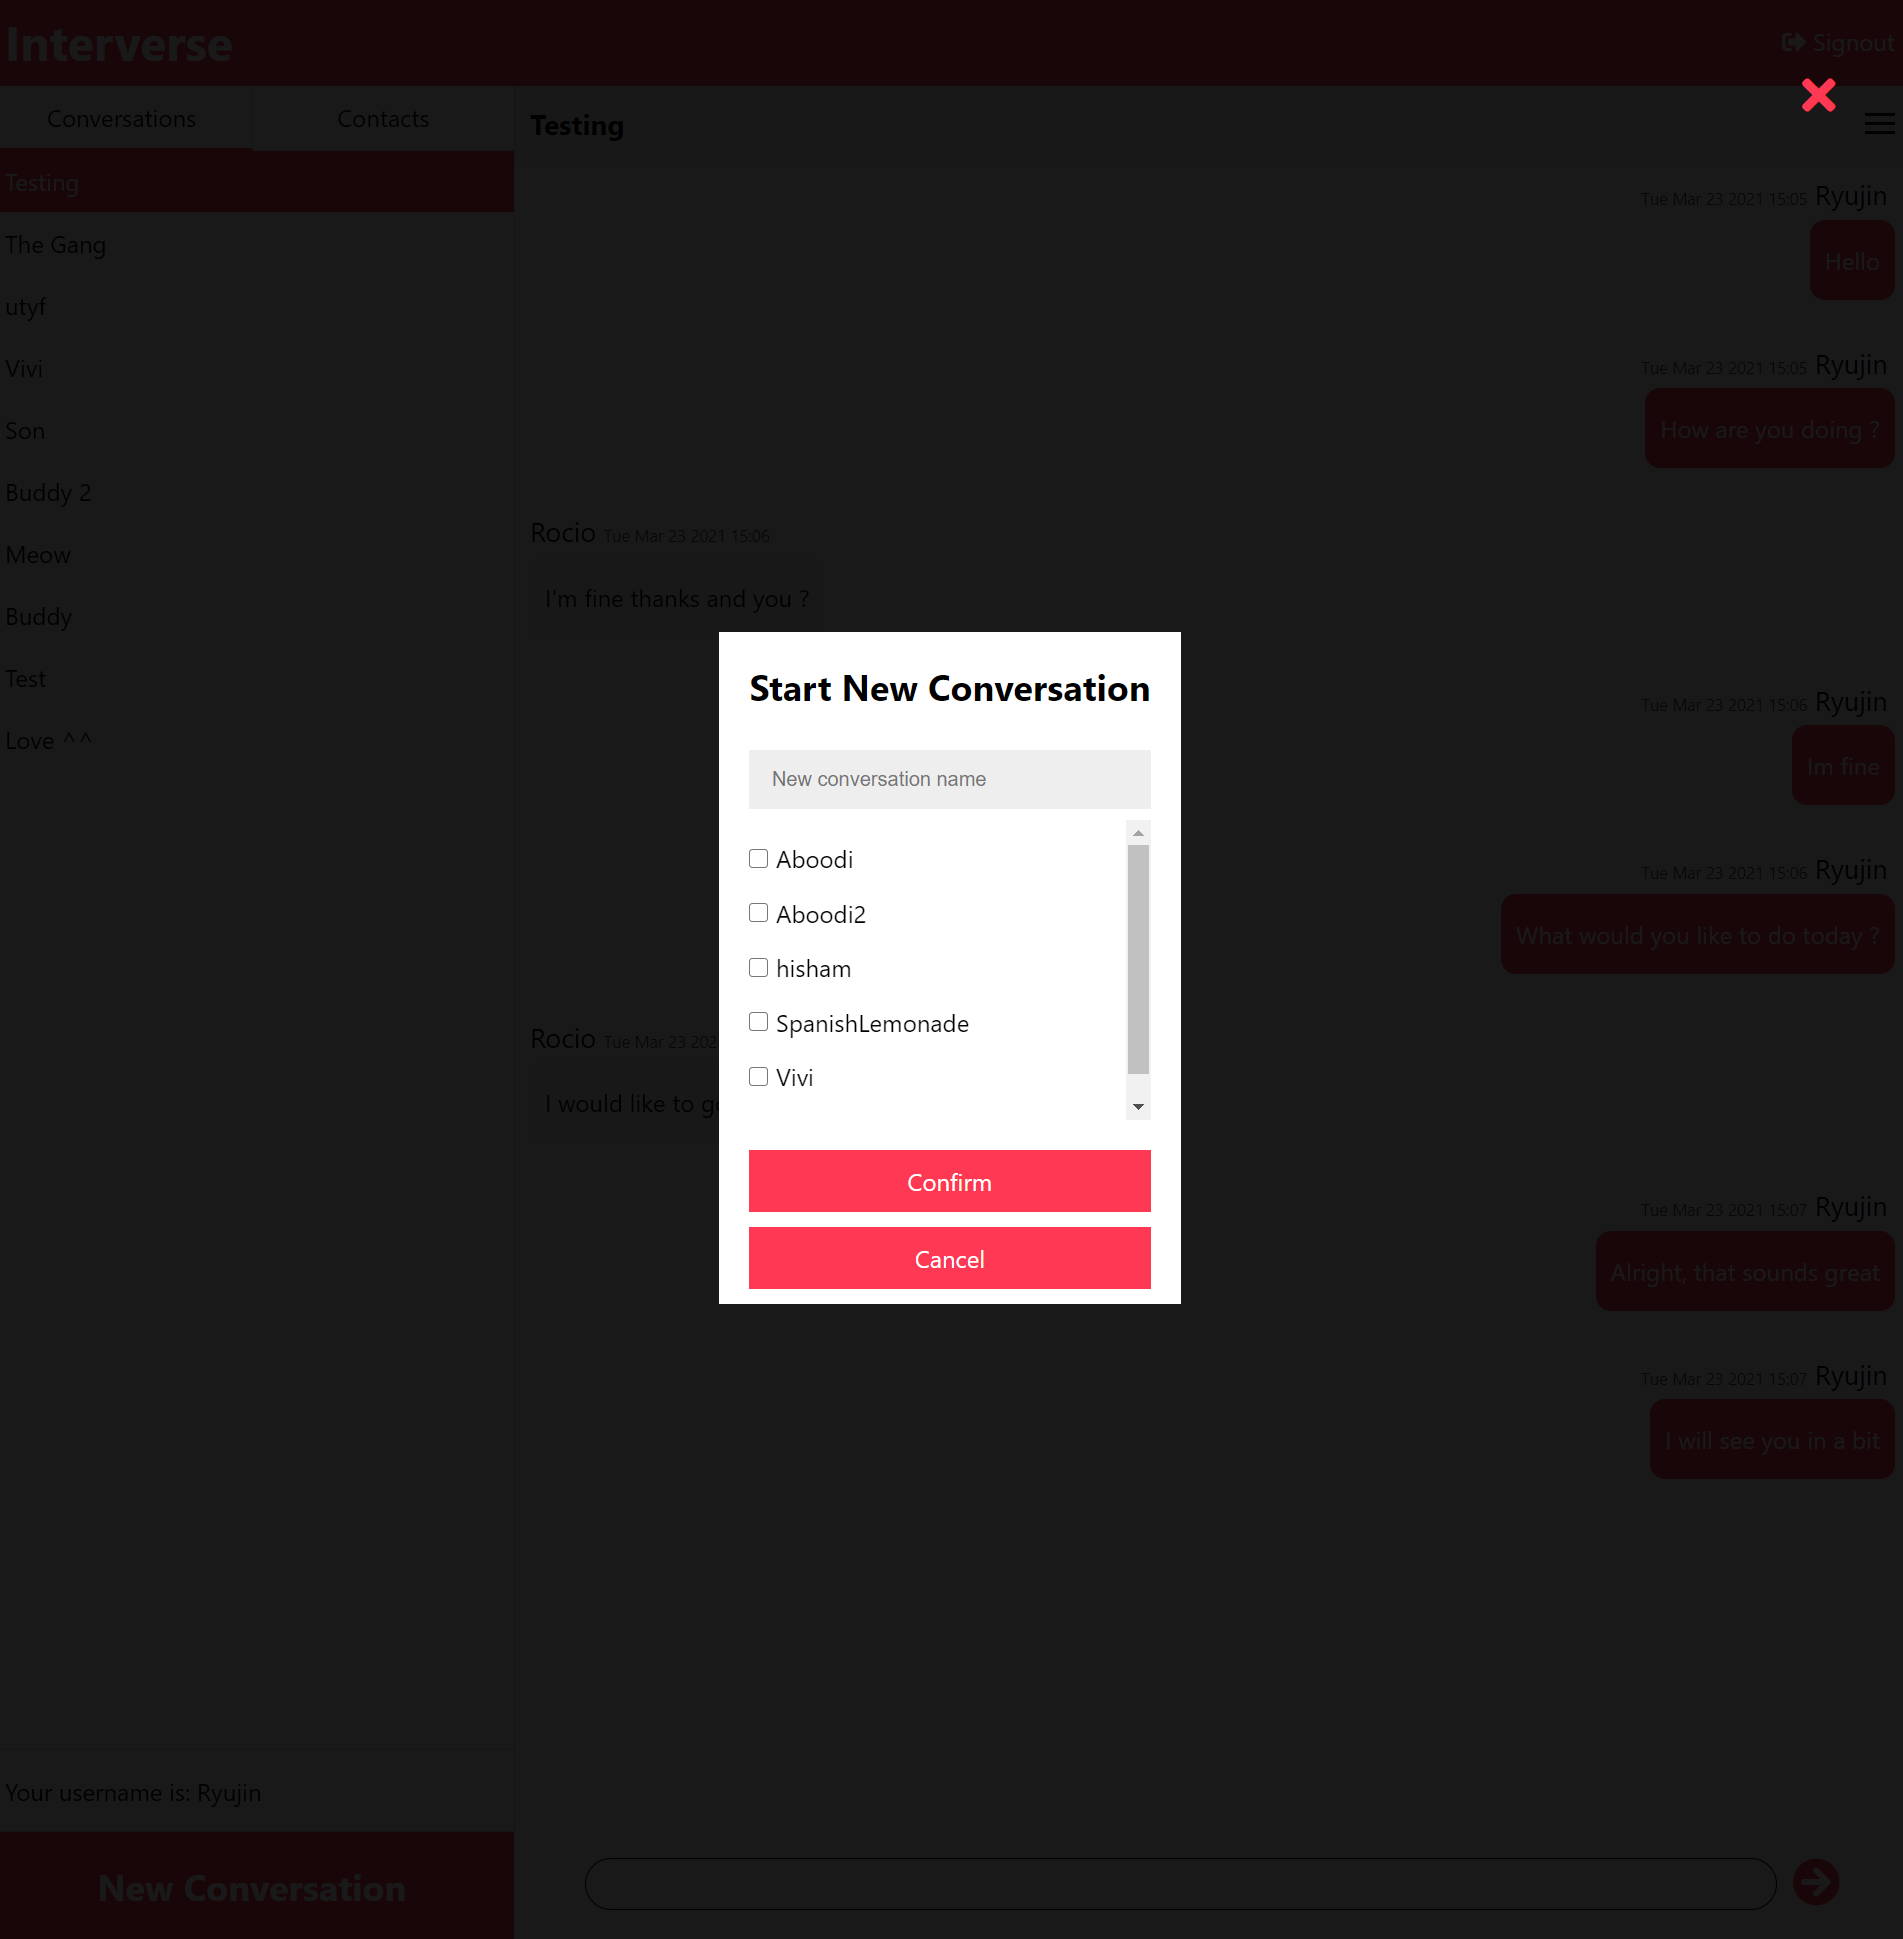 Interverse
Signout
Conversations
Contacts
Testing
The Gang
utyf
Vivi
Son
Buddy 2
Meow
Buddy
Test
Love ^^
Your username is: Ryujin
New Conversation
Testing
Tue Mar 23 2021 15:05 Ryujin
Hello
Tue Mar 23 2021 15:05 Ryujin
How are you doing ?
Rocio Tue Mar 23 2021 15:06
I'm fine thanks and you ?
Tue Mar 23 2021 15:06 Ryujin
Im fine
Tue Mar 23 2021 15:06 Ryujin
What would you like to do today ?
Rocio Tue Mar 23 202
I would like to g
Tue Mar 23 2021 15:07 Ryujin
Alright, that sounds great
Tue Mar 23 2021 15:07 Ryujin
I will see you in a bit
Start New Conversation
New conversation name
Aboodi
Aboodi2
hisham
SpanishLemonade
Vivi
Confirm
Cancel